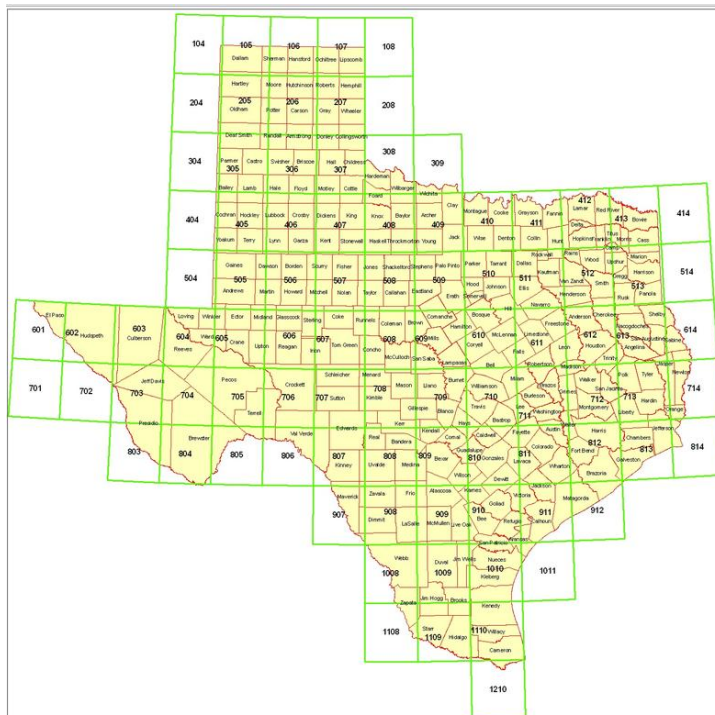 104 105 106 107 108
Dallam Sherman Hansford Ochiltree Lipscomb
Hartley Moore Hutchinson Roberts Hemphill
204 205 206 207 208
Oldham Potter Carson Gray Wheeler
Deaf Smith Randall Armstrong Donley Collingsworth
308
304 Parmer Castro Swisher Briscoe Hall Childress 309
305 306 307
Hardeman
Bailey Lamb Hale Floyd Motley Cottle Foard Wilbarger Wichita
Clay
404 Cochran Hockley Lubbock Crosby Dickens King Knox Baylor Archer Montague Cooke Grayson Fannin Lamar Red River Bowie 414
405 406 407 408 409 410 411 412 413
Delta Titus
Yoakum Terry Lynn Garza Kent Stonewall Haskell Throckmorton Young Jack Wise Denton Collin Hunt Hopkins Franklin Morris Cass
Camp
Rockwall Rains Wood Upshur Marion
504 Gaines Dawson Borden Scurry Fisher Jones Shackelford Stephens Palo Pinto Parker Tarrant Dallas Kaufman Van Zandt Smith Gregg Harrison 514
510 511 512 513
Andrews Martin Howard Mitchell Nolan Taylor Callahan Eastland Erath Hood Johnson Somervell Ellis Henderson Rusk Panola
Hill Navarro
El Paso Loving Winkler Ector Midland Glasscock Sterling Coke Runnels Coleman Brown Comanche Hamilton Bosque Freestone Anderson Cherokee Nacogdoches Shelby
601 602 603 604 605 606 607 608 609 610 611 612 613 614
Hudspeth Culberson Reeves Ward Crane Upton Reagan Irion Tom Green Concho McCulloch San Saba Mills Coryell McLennan Limestone Leon Houston Angelina San Augustine Sabine
Lampasas Bell Falls Robertson Madison Trinity
701 702 703 704 705 706 707 708 709 710 711 712 713 714
Jeff Davis Pecos Crockett Schleicher Menard Mason Llano Burnet Williamson Milam Brazos Grimes Walker San Jacinto Polk Tyler Jasper Newton
Presidio Brewster Terrell Sutton Kimble Gillespie Blanco Travis Lee Burleson Washington Montgomery Liberty Hardin Orange
Val Verde Edwards Kerr Kendall Hays Bastrop Fayette Austin Waller Harris Chambers Jefferson
803 804 805 806 807 Real Bandera Comal Caldwell Colorado 812 813 814
Kinney Uvalde Medina 809 Bexar Guadalupe 810 Gonzales 811 Lavaca Fort Bend Galveston
Wilson Dewitt Wharton Brazoria
907 Maverick Zavala Frio Atascosa Karnes Victoria Jackson Matagorda
908 909 910 Goliad 911 912
Dimmit LaSalle McMullen Live Oak Bee Refugio Calhoun
San Patricio Aransas
Webb Duval Jim Wells Nueces
1008 1009 1010 1011
Kleberg
Zapata Jim Hogg Brooks Kenedy
1108 Starr 1109 Hidalgo 1110 Willacy
Cameron
1210